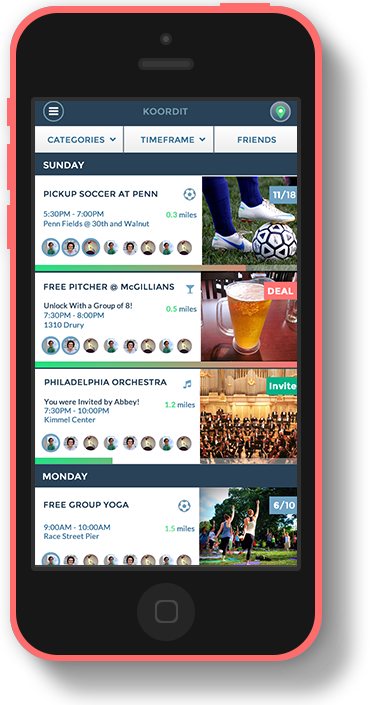 KOORDIT
CATEGORIES TIMEFRAME FRIENDS
SUNDAY
PICKUP SOCCER AT PENN
11/18
5:30PM - 7:00PM
0.3 miles
Penn Fields @ 30th and Walnut
FREE PITCHER @ McGILLIANS
DEAL
Unlock With a Group of 8!
7:30PM - 8:00PM
0.5 miles
1310 Drury
PHILADELPHIA ORCHESTRA
Invite
You were Invited by Abbey!
7:30PM - 10:00PM
1.2 miles
Kimmel Center
MONDAY
FREE GROUP YOGA
6/10
9:00AM - 10:00AM
1.5 miles
Race Street Pier